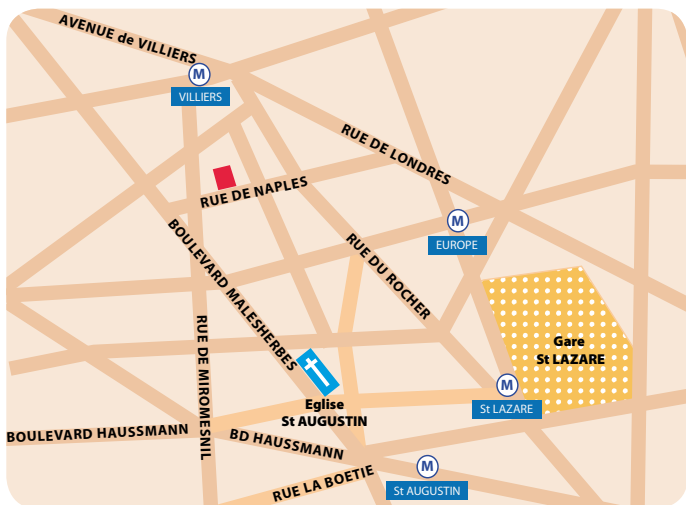 AVENUE de VILLIERS
M
VILLIERS
RUE DE LONDRES
RUE DE NAPLES
M
EUROPE
BOULEVARD MALESHERBES
RUE DU ROCHER
RUE DE MIROMESNIL
Gare
St LAZARE
M
St LAZARE
Eglise
St AUGUSTIN
BOULEVARD HAUSSMANN
BD HAUSSMANN
M
St AUGUSTIN
RUE LA BOETIE